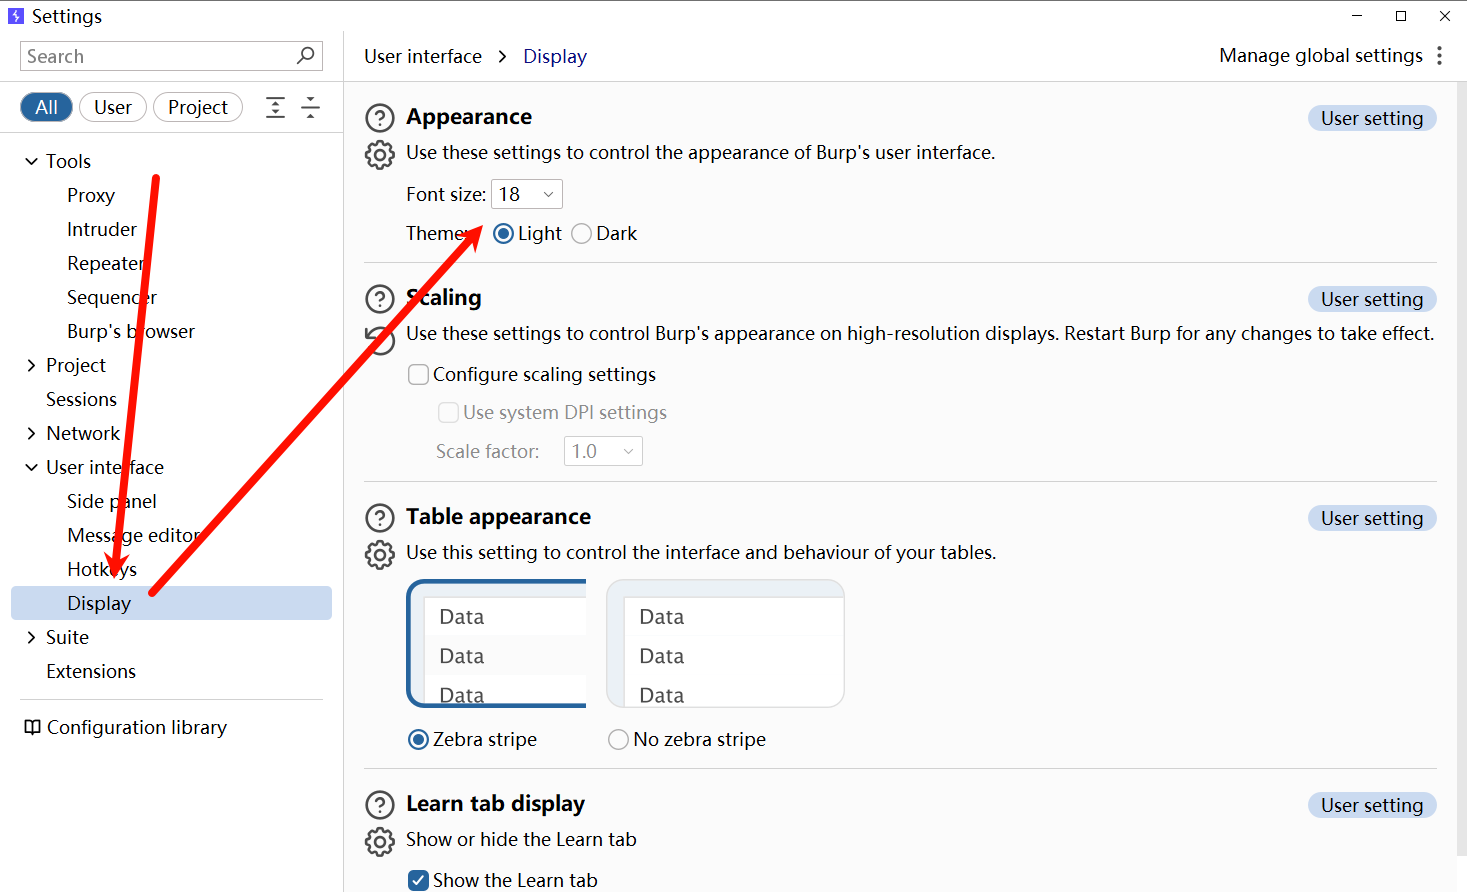 Settings
Search
All
User
Project
Tools
Proxy
Intruder
Repeater
Sequencer
Burp's browser
Project
Sessions
Network
User interface
Side panel
Message editor
Hotkeys
Display
Suite
Extensions
Configuration library
User interface > Display
Manage global settings
Appearance
User setting
Use these settings to control the appearance of Burp's user interface.
Font size: 18
Theme: Light Dark
Scaling
User setting
Use these settings to control Burp's appearance on high-resolution displays. Restart Burp for any changes to take effect.
Configure scaling settings
Use system DPI settings
Scale factor: 1.0
Table appearance
User setting
Use this setting to control the interface and behaviour of your tables.
Data
Data
Data
Data
Data
Data
Zebra stripe
No zebra stripe
Learn tab display
User setting
Show or hide the Learn tab
Show the Learn tab